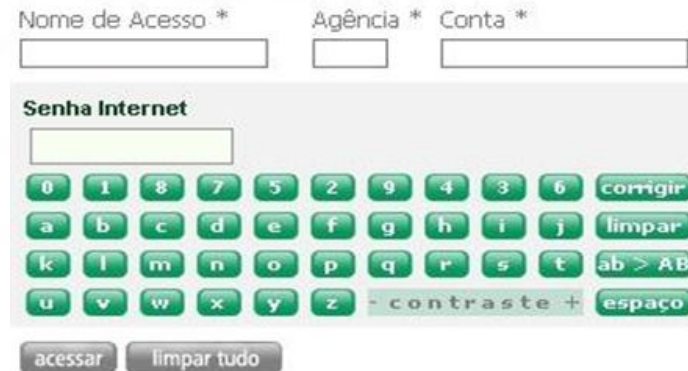 Nome de Acesso * Agência * Conta *
Senha Internet
0 1 8 7 5 2 9 4 3 6 corrigir
a b c d e f g h i j limpar
k l m n o p q r s t ab > AB
u v w x y z - contraste + espaço
acessar limpar tudo